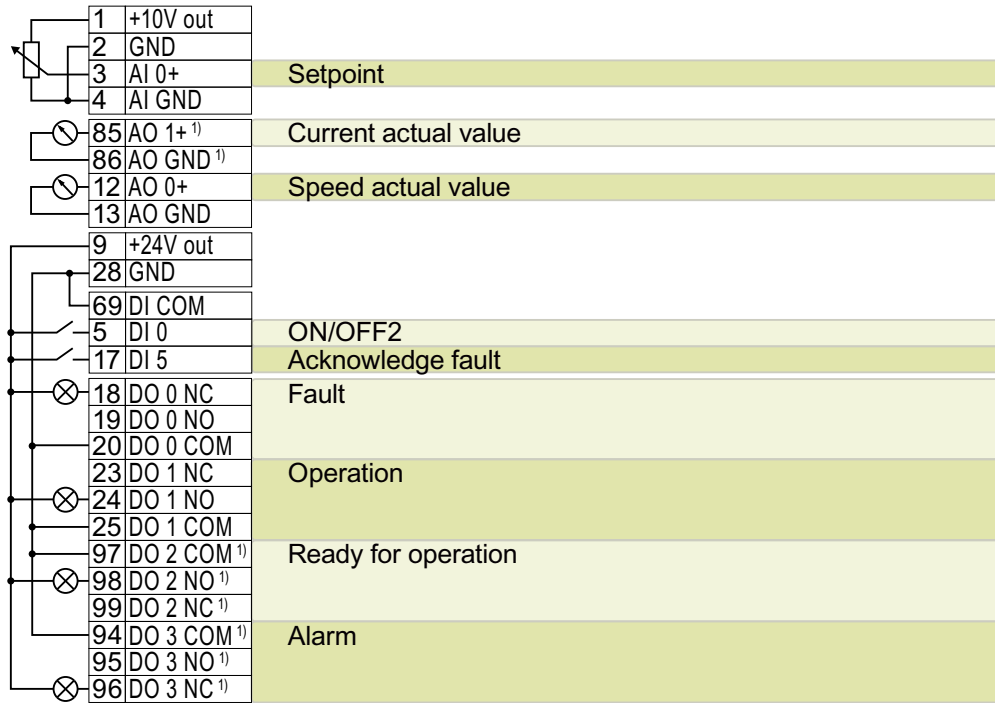 1 +10V out
2 GND
3 AI 0+ Setpoint
4 AI GND
85 AO 1+ 1) Current actual value
86 AO GND 1)
12 AO 0+ Speed actual value
13 AO GND
9 +24V out
28 GND
69 DI COM
5 DI 0 ON/OFF2
17 DI 5 Acknowledge fault
18 DO 0 NC Fault
19 DO 0 NO
20 DO 0 COM
23 DO 1 NC Operation
24 DO 1 NO
25 DO 1 COM
97 DO 2 COM 1) Ready for operation
98 DO 2 NO 1)
99 DO 2 NC 1)
94 DO 3 COM 1) Alarm
95 DO 3 NO 1)
96 DO 3 NC 1)